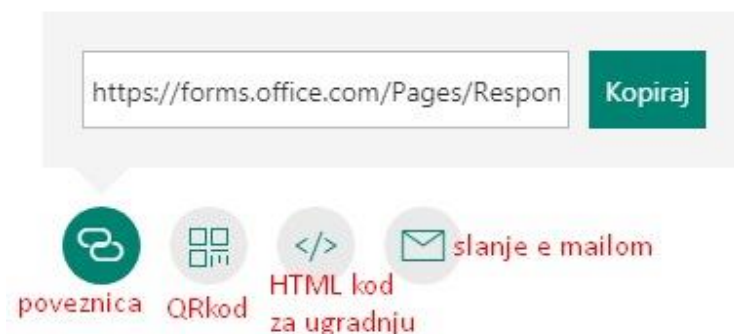 https://forms.office.com/Pages/Respon
Kopiraj
</>
slanje e mailom
poveznica
QRkod
HTML kod
za ugradnju